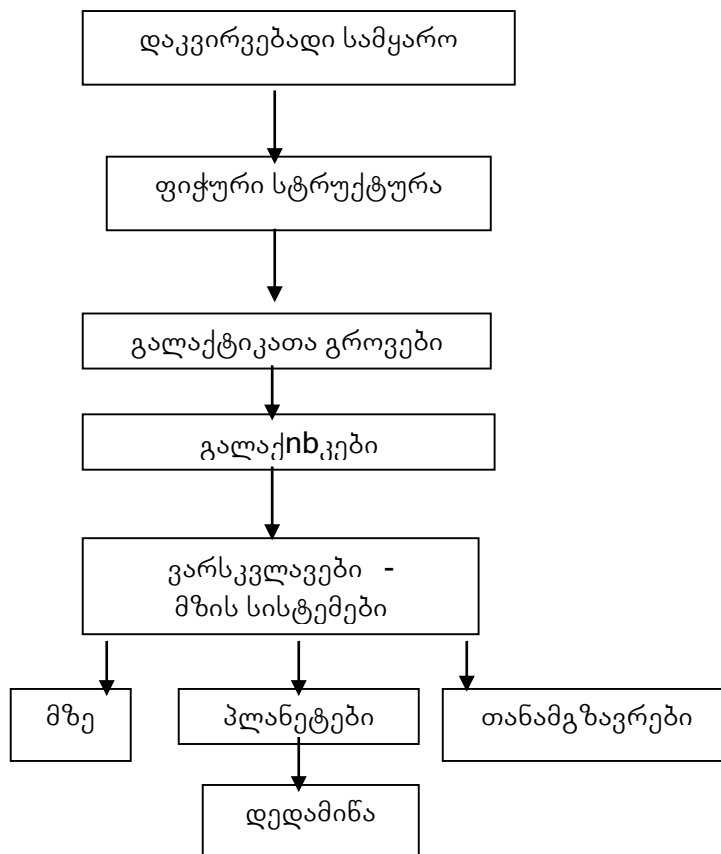 დაკვირვებადი სამყარო
ფიჭური სტრუქტურა
გალაქტიკათა გროვები
გალაქnbკები
ვარსკვლავები -
მზის სისტემები
მზე
პლანეტები
თანამგზავრები
დედამიწა